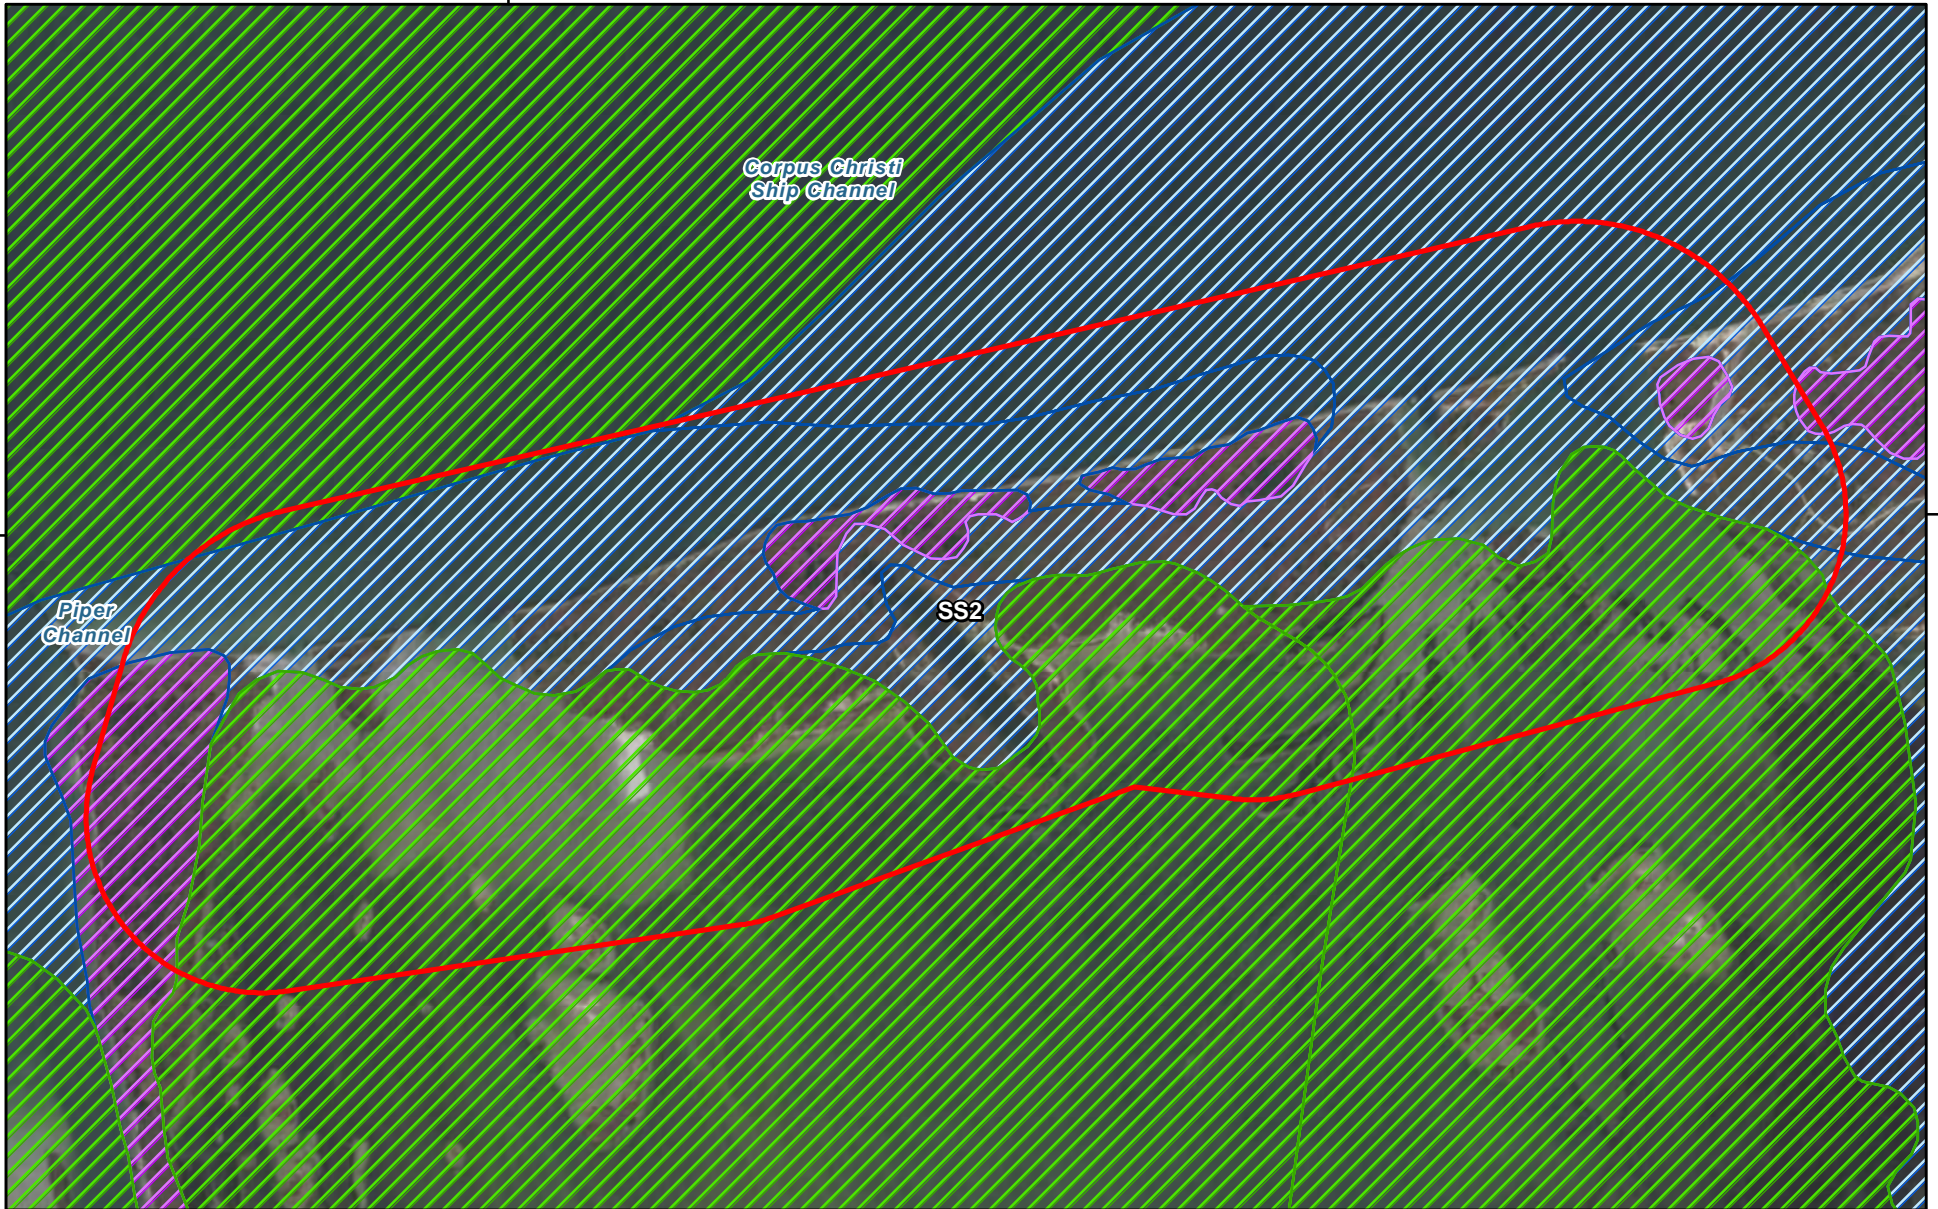 Corpus Christi
Ship Channel
Piper
Channel
SS2